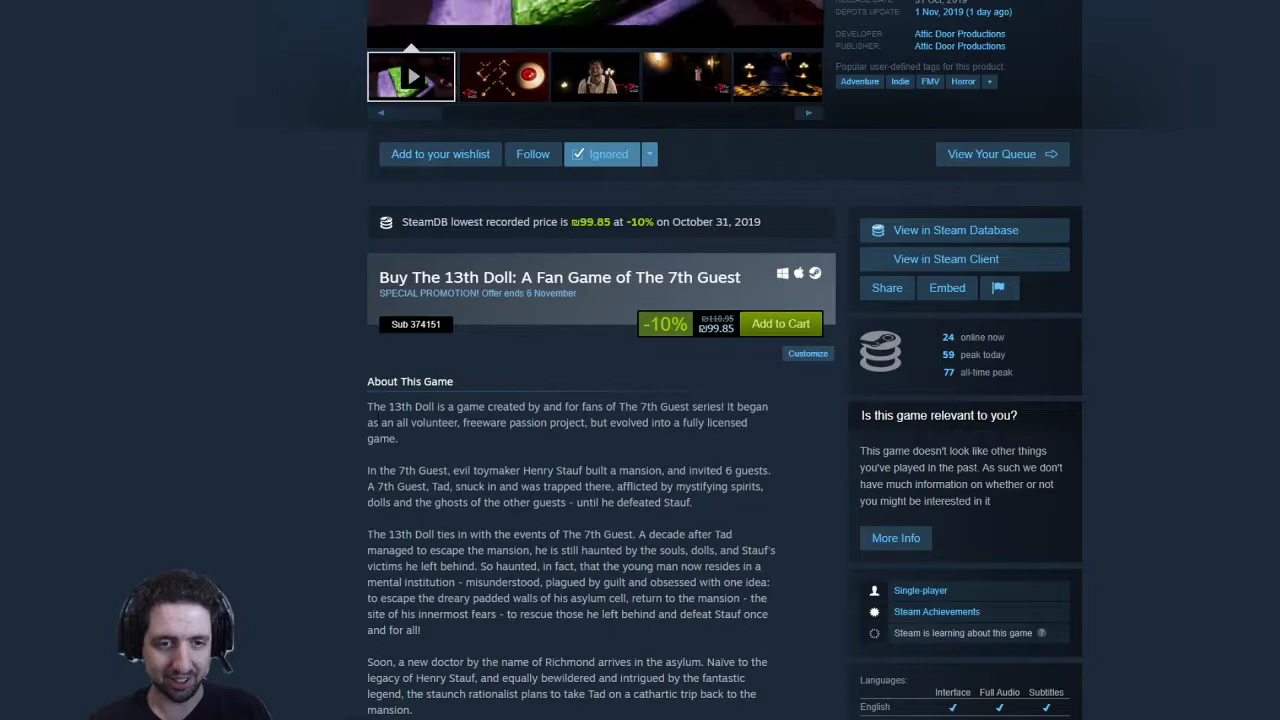 31 Oct, 2019
DEPOTS UPDATE: 1 Nov, 2019 (1 day ago)
DEVELOPER: Attic Door Productions
PUBLISHER: Attic Door Productions
Popular user-defined tags for this product:
Adventure Indie FMV Horror +
Add to your wishlist Follow Ignored View Your Queue
SteamDB lowest recorded price is ₪99.85 at -10% on October 31, 2019
View in Steam Database
View in Steam Client
Share Embed
Buy The 13th Doll: A Fan Game of The 7th Guest
SPECIAL PROMOTION! Offer ends 6 November
Sub 374151
-10% ₪110.95 ₪99.85 Add to Cart
Customize
24 online now
59 peak today
77 all-time peak
About This Game
The 13th Doll is a game created by and for fans of The 7th Guest series! It began
as an all volunteer, freeware passion project, but evolved into a fully licensed
game.
In the 7th Guest, evil toymaker Henry Stauf built a mansion, and invited 6 guests.
A 7th Guest, Tad, snuck in and was trapped there, afflicted by mystifying spirits,
dolls and the ghosts of the other guests - until he defeated Stauf.
The 13th Doll ties in with the events of The 7th Guest. A decade after Tad
managed to escape the mansion, he is still haunted by the souls, dolls, and Stauf's
victims he left behind. So haunted, in fact, that the young man now resides in a
mental institution - misunderstood, plagued by guilt and obsessed with one idea:
to escape the dreary padded walls of his asylum cell, return to the mansion - the
site of his innermost fears - to rescue those he left behind and defeat Stauf once
and for all!
Soon, a new doctor by the name of Richmond arrives in the asylum. Naïve to the
legacy of Henry Stauf, and equally bewildered and intrigued by the fantastic
legend, the staunch rationalist plans to take Tad on a cathartic trip back to the
mansion.
Is this game relevant to you?
This game doesn't look like other things
you've played in the past. As such we don't
have much information on whether or not
you might be interested in it
More Info
Single-player
Steam Achievements
Steam is learning about this game ?
Languages:
Interface Full Audio Subtitles
English ✔ ✔ ✔